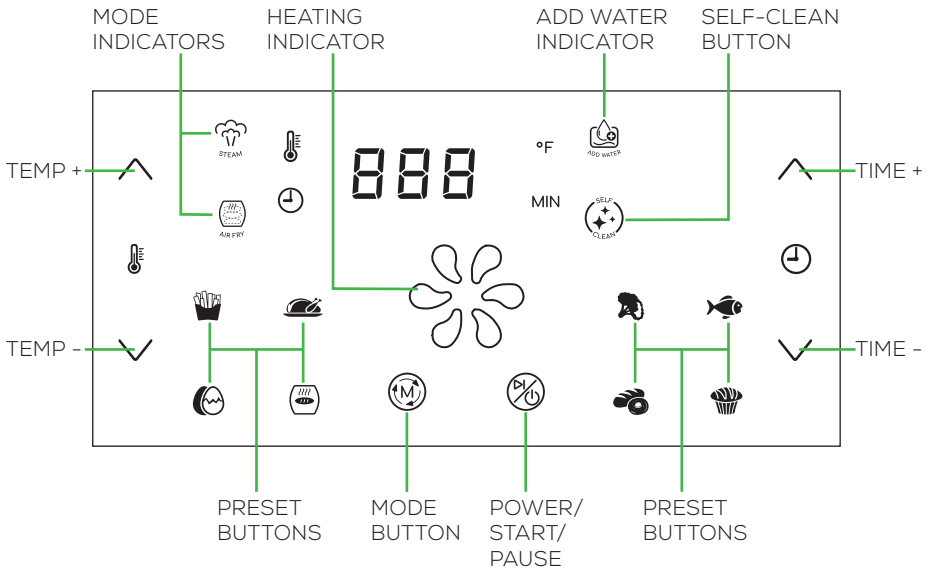 MODE
INDICATORS
HEATING
INDICATOR
ADD WATER
INDICATOR
SELF-CLEAN
BUTTON
STEAM
888
°F
ADD WATER
TEMP +
TIME +
MIN
SELF
CLEAN
AIR FRY
TEMP -
TIME -
M
PRESET
BUTTONS
MODE
BUTTON
POWER/
START/
PAUSE
PRESET
BUTTONS